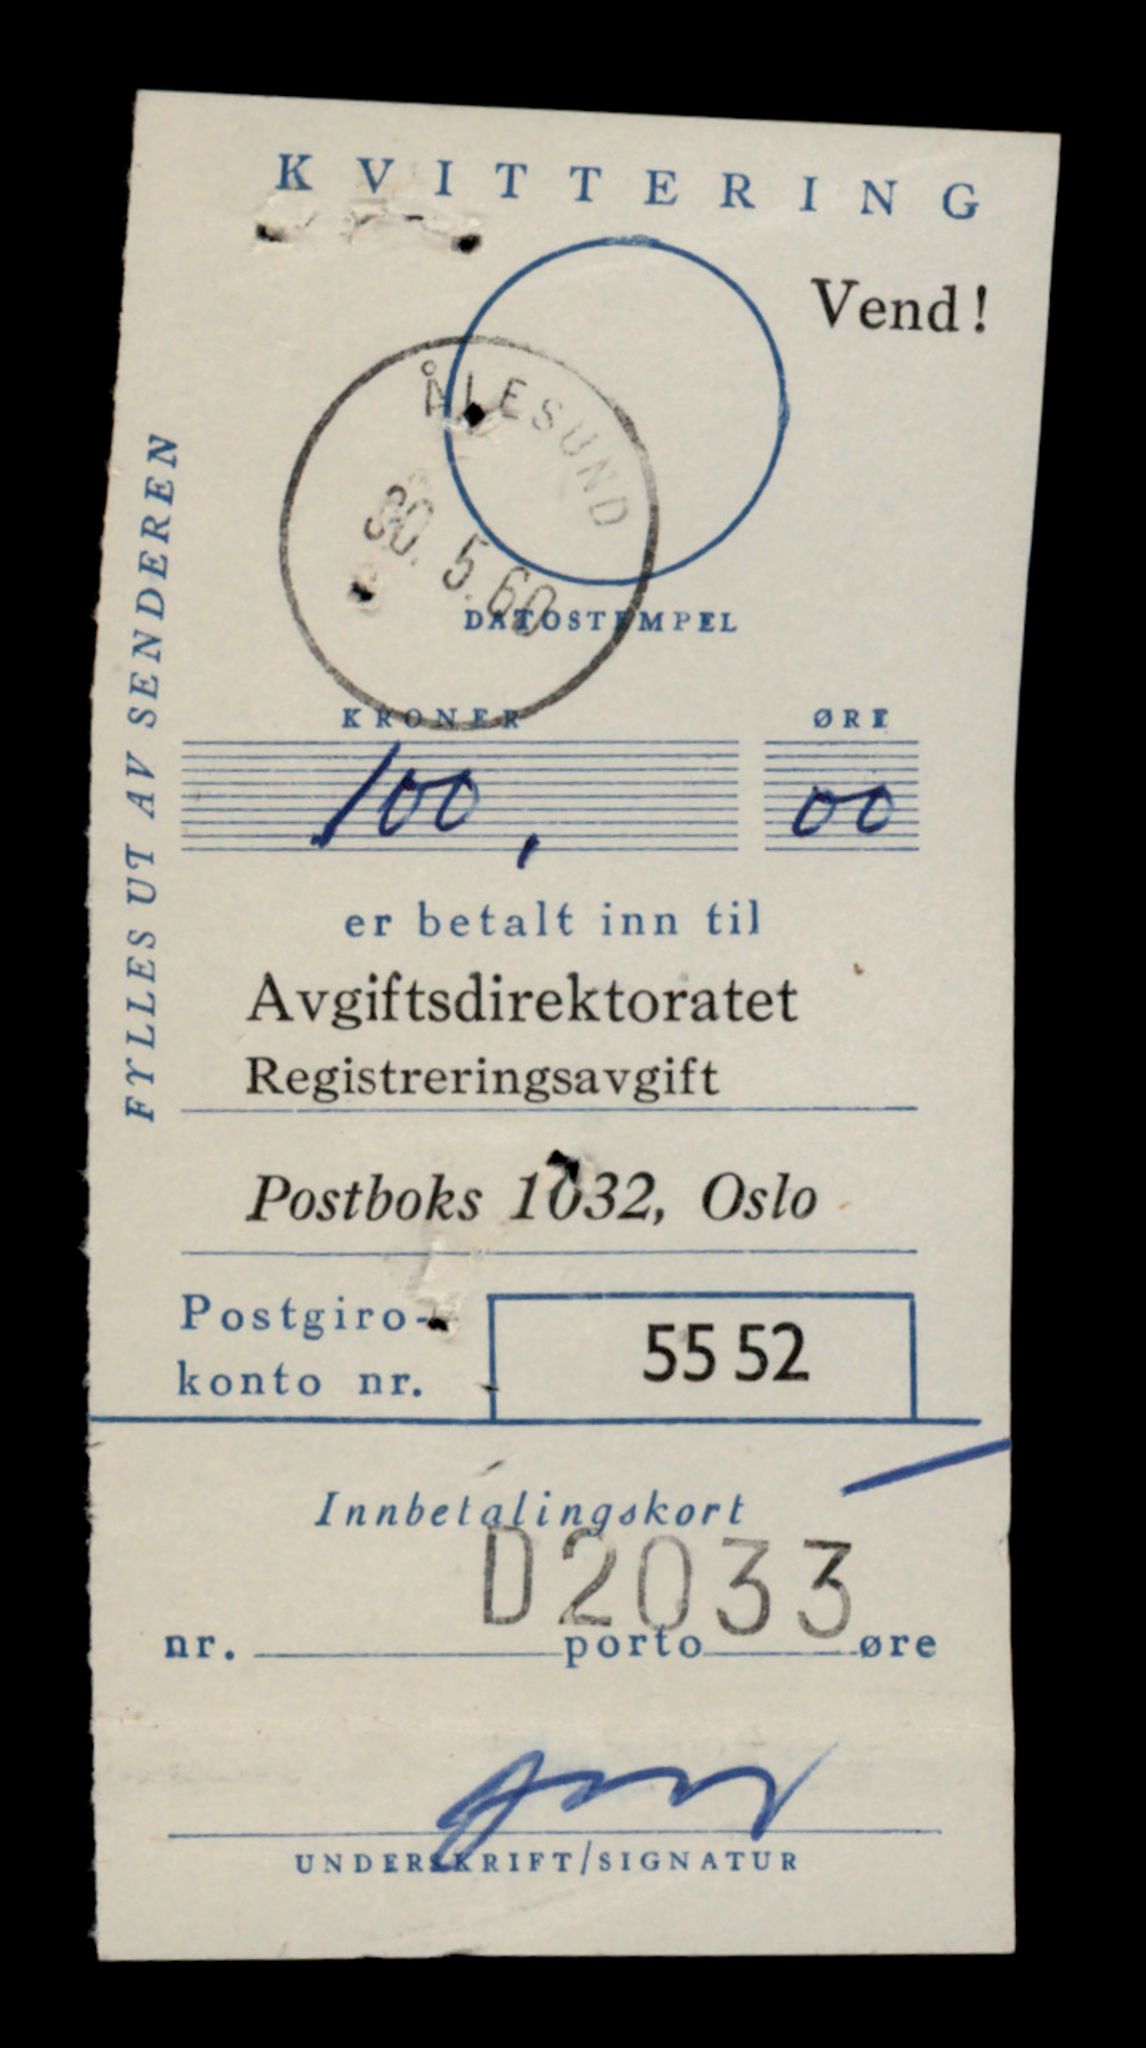 KVITTERING
Vend!
ÅLESUND
30. 5. 60
DATOSTEMPEL
FYLLES UT AV SENDEREN
KRONER ØRE
100, 00
er betalt inn til
Avgiftsdirektoratet
Registreringsavgift
Postboks 1032, Oslo
Postgiro-
konto nr.
55 52
Innbetalingskort
D2033
nr. porto øre
UNDERSKRIFT/SIGNATUR